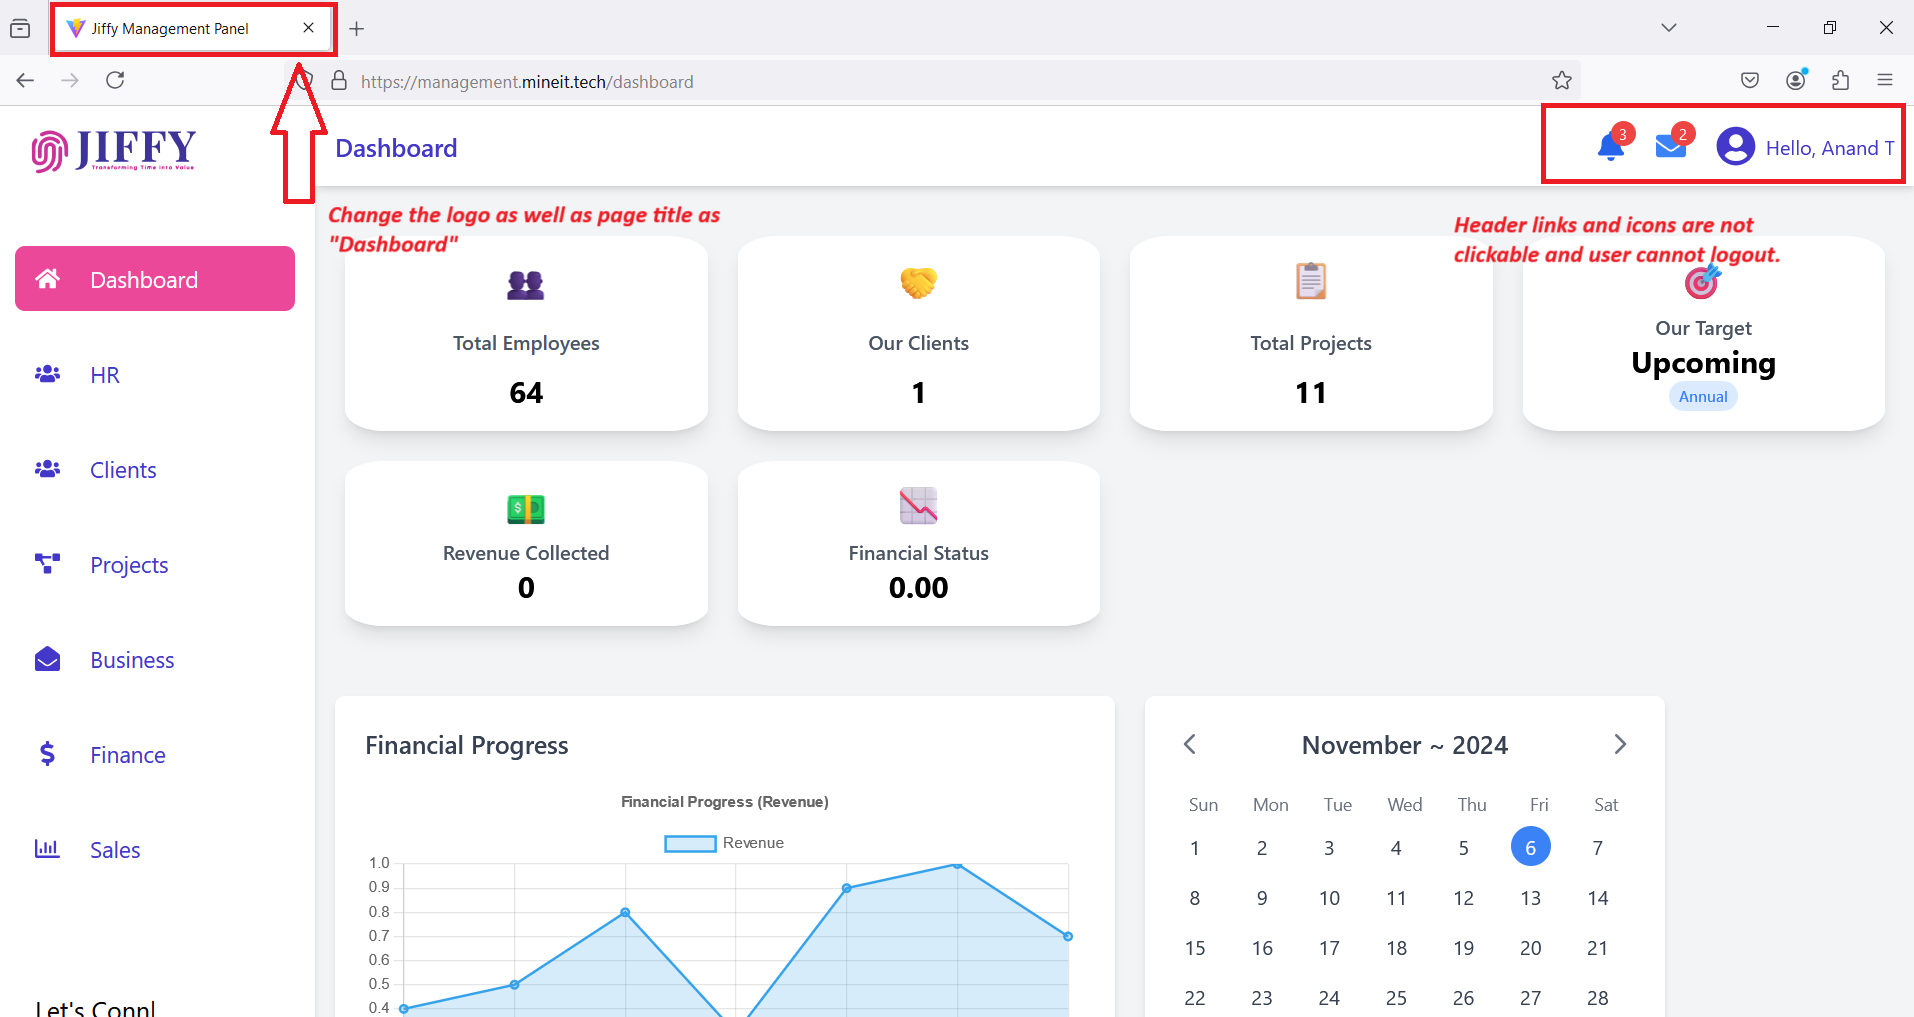 Jiffy Management Panel
https://management.mineit.tech/dashboard
JIFFY
Transforming Time into Value
Dashboard
3
2
Hello, Anand T
Change the logo as well as page title as
"Dashboard"
Header links and icons are not
clickable and user cannot logout.
Dashboard
HR
Clients
Projects
Business
Finance
Sales
Let's Conn!
Total Employees
64
Our Clients
1
Total Projects
11
Our Target
Upcoming
Annual
Revenue Collected
0
Financial Status
0.00
Financial Progress
Financial Progress (Revenue)
Revenue
1.0
0.9
0.8
0.7
0.6
0.5
0.4
November ~ 2024
Sun Mon Tue Wed Thu Fri Sat
1 2 3 4 5 6 7
8 9 10 11 12 13 14
15 16 17 18 19 20 21
22 23 24 25 26 27 28